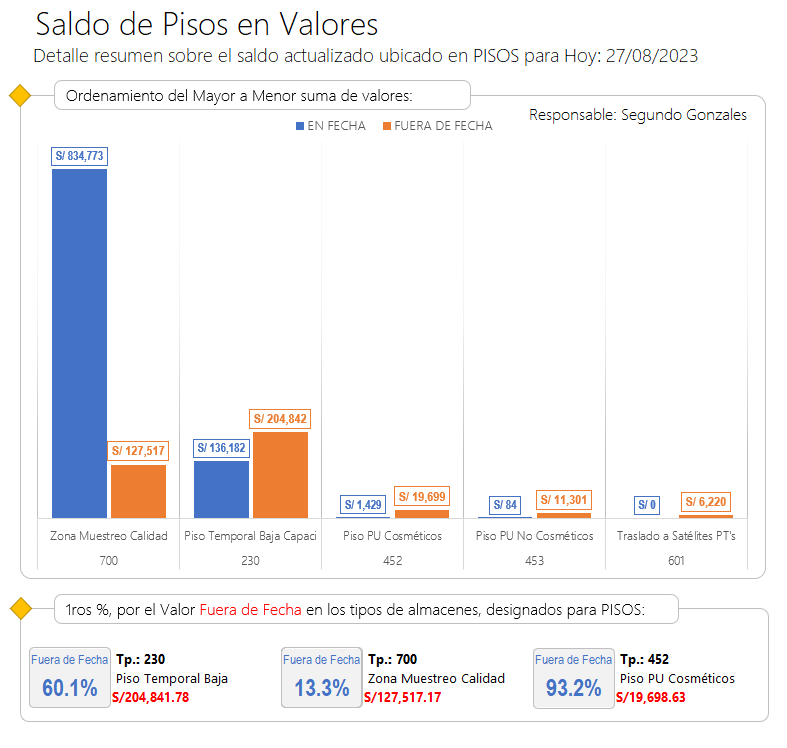 Saldo de Pisos en Valores
Detalle resumen sobre el saldo actualizado ubicado en PISOS para Hoy: 27/08/2023
Ordenamiento del Mayor a Menor suma de valores:
Responsable: Segundo Gonzales
EN FECHA FUERA DE FECHA
S/ 834,773
S/ 127,517
S/ 136,182
S/ 204,842
S/ 1,429
S/ 19,699
S/ 84
S/ 11,301
S/ 0
S/ 6,220
Zona Muestreo Calidad Piso Temporal Baja Capaci Piso PU Cosméticos Piso PU No Cosméticos Traslado a Satélites PT's
700 230 452 453 601
1ros %, por el Valor Fuera de Fecha en los tipos de almacenes, designados para PISOS:
Fuera de Fecha
60.1%
Tp.: 230
Piso Temporal Baja
S/204,841.78
Fuera de Fecha
13.3%
Tp.: 700
Zona Muestreo Calidad
S/127,517.17
Fuera de Fecha
93.2%
Tp.: 452
Piso PU Cosméticos
S/19,698.63